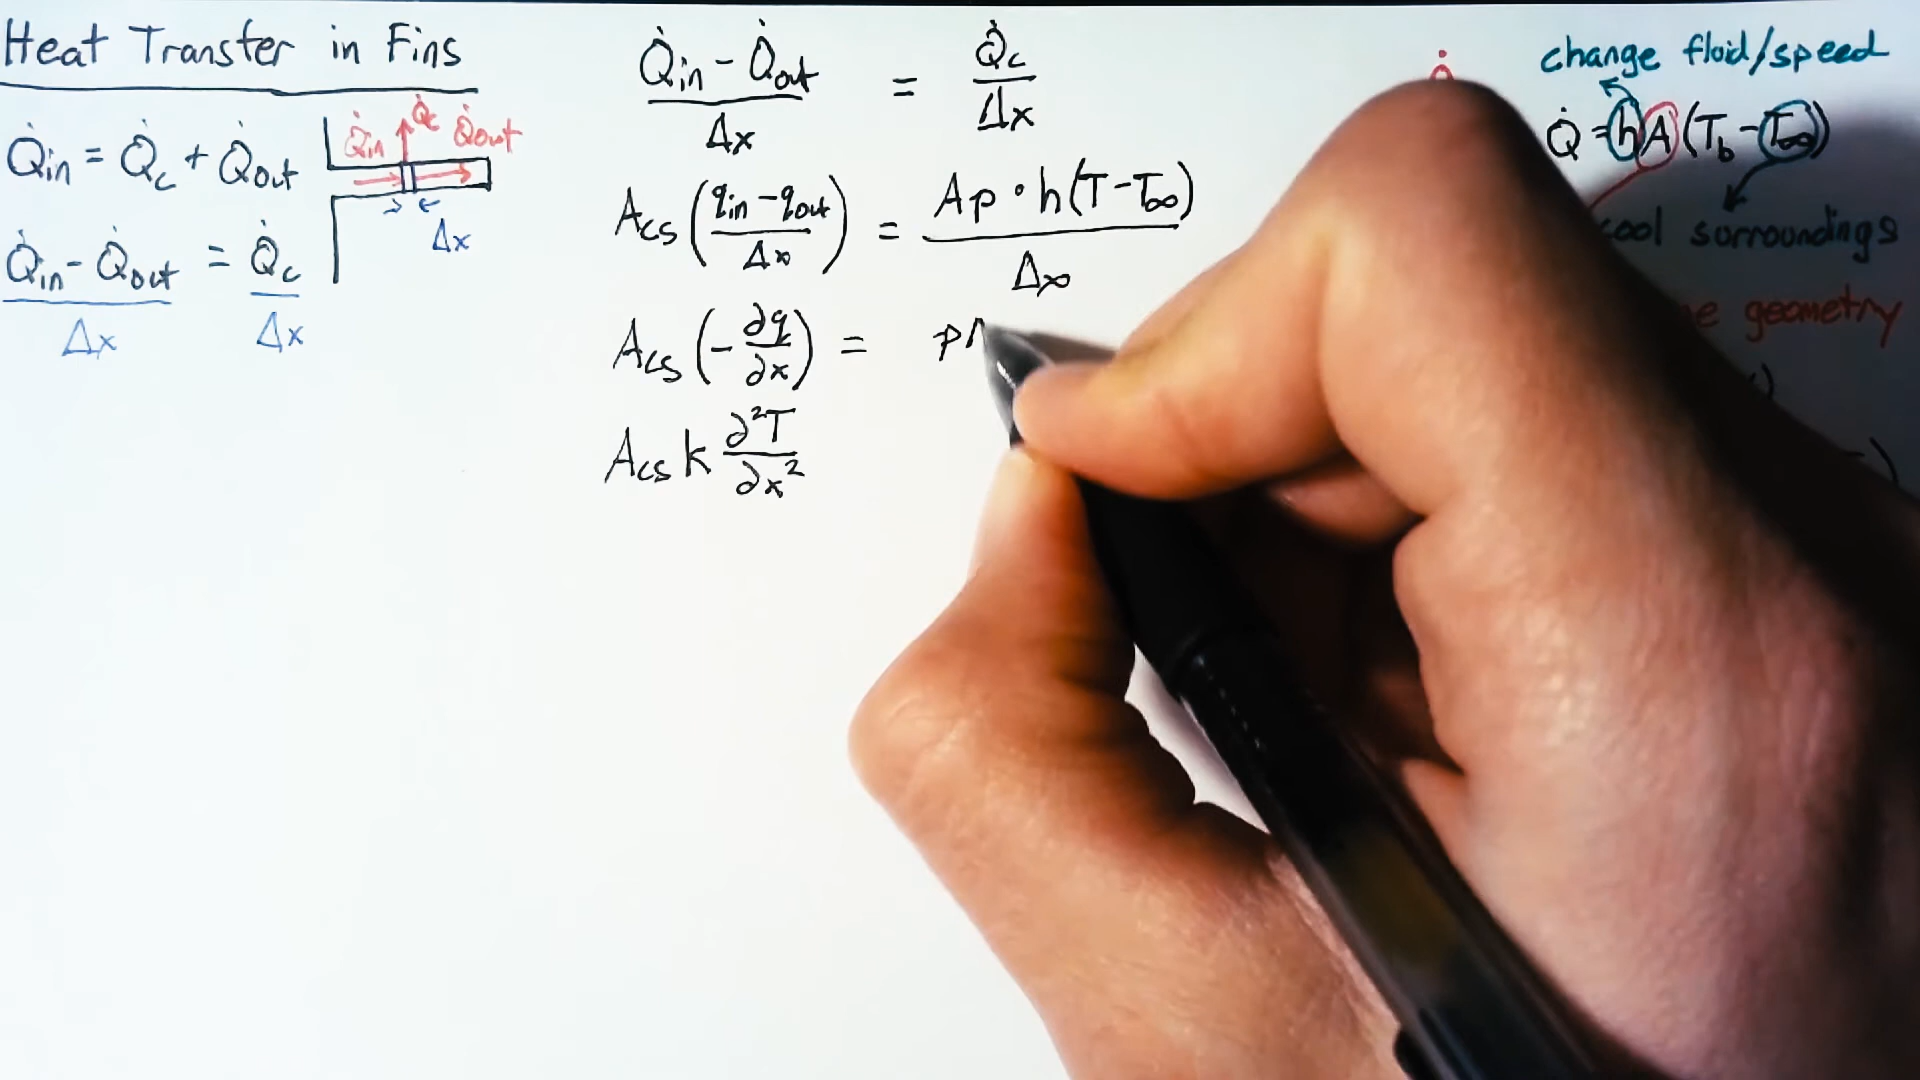 Heat Transfer in Fins
Q̇in = Q̇c + Q̇out
Q̇in Q̇c Q̇out
Δx
Q̇in - Q̇out = Q̇c
Δx Δx
Q̇in - Q̇out = Q̇c
Δx Δx
Acs (qin - qout / Δx) = Ap · h(T - T∞) / Δx
Acs (- ∂q/∂x) = p
Acs k ∂²T/∂x²
change fluid/speed
Q̇ = hA(Tb - T∞)
cool surroundings
geometry